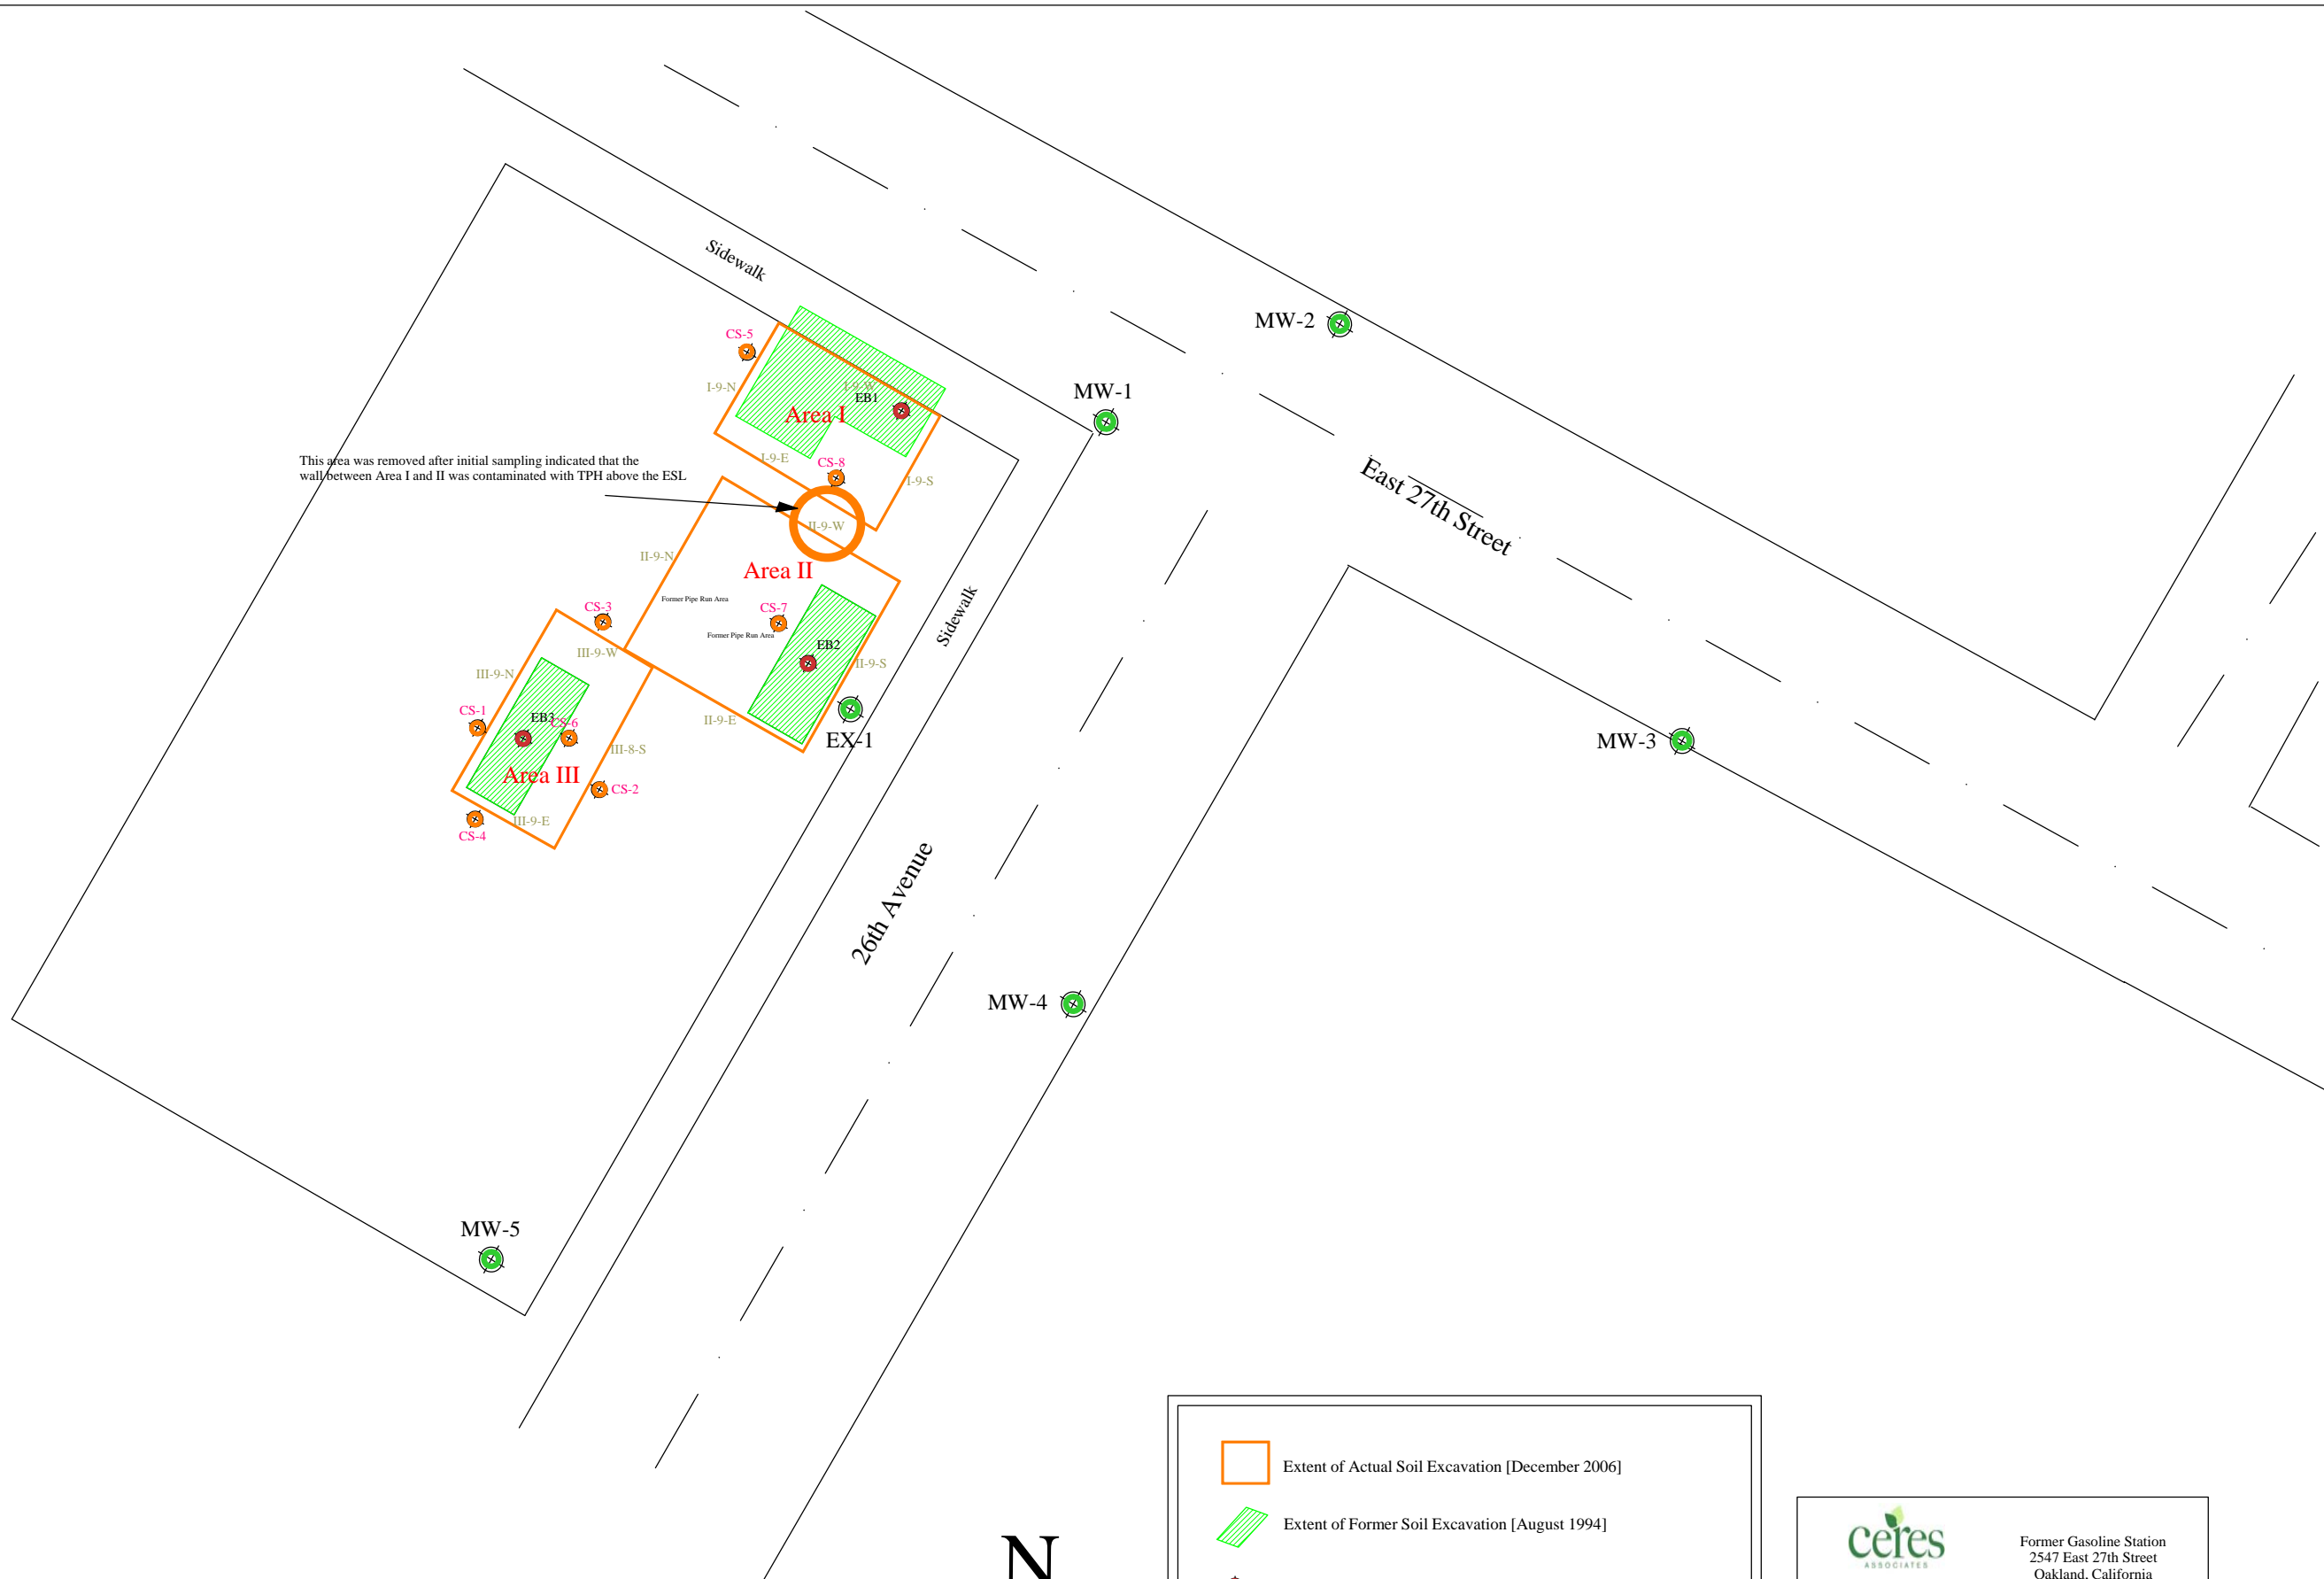 Sidewalk
MW-2
CS-5
MW-1
I-9-N
I-9-W
EB1
Area I
This area was removed after initial sampling indicated that the
wall between Area I and II was contaminated with TPH above the ESL
I-9-E
CS-8
I-9-S
East 27th Street
II-9-W
II-9-N
Area II
Former Pipe Run Area
CS-3
CS-7
Sidewalk
Former Pipe Run Area
EB2
III-9-W
II-9-S
III-9-N
CS-1
EB3
CS-6
II-9-E
EX-1
MW-3
III-8-S
Area III
CS-2
III-9-E
CS-4
26th Avenue
MW-4
MW-5
Extent of Actual Soil Excavation [December 2006]
Extent of Former Soil Excavation [August 1994]
N
ceres
ASSOCIATES
Former Gasoline Station
2547 East 27th Street
Oakland, California